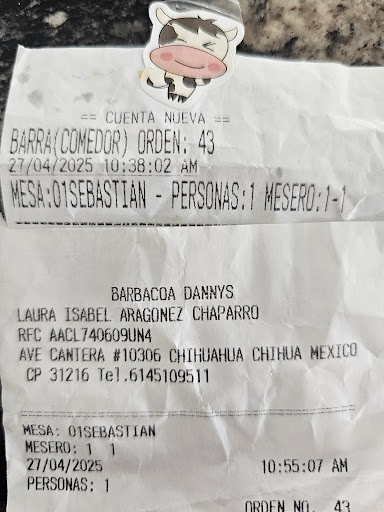 == CUENTA NUEVA ==
BARRA(COMEDOR) ORDEN: 43
27/04/2025 10:38:02 AM
MESA:01SEBASTIAN - PERSONAS:1 MESERO:1-1
BARBACOA DANNYS
LAURA ISABEL ARAGONEZ CHAPARRO
RFC AACL740609UN4
AVE CANTERA #10306 CHIHUAHUA CHIHUA MEXICO
CP 31216 Tel.6145109511
MESA: 01SEBASTIAN
MESERO: 1 1
27/04/2025 10:55:07 AM
PERSONAS: 1
ORDEN NO. 43